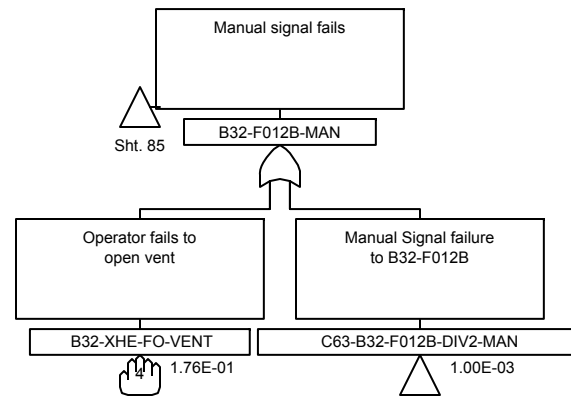 Manual signal fails
Sht. 85
B32-F012B-MAN
Operator fails to
open vent
Manual Signal failure
to B32-F012B
B32-XHE-FO-VENT
C63-B32-F012B-DIV2-MAN
4
1.76E-01
1.00E-03